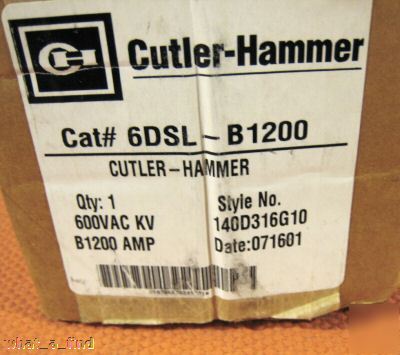 CH Cutler-Hammer
Cat# 6DSL-B1200
CUTLER-HAMMER
Qty: 1 Style No.
600VAC KV 140D316G10
B1200 AMP Date:071601
what_a_find